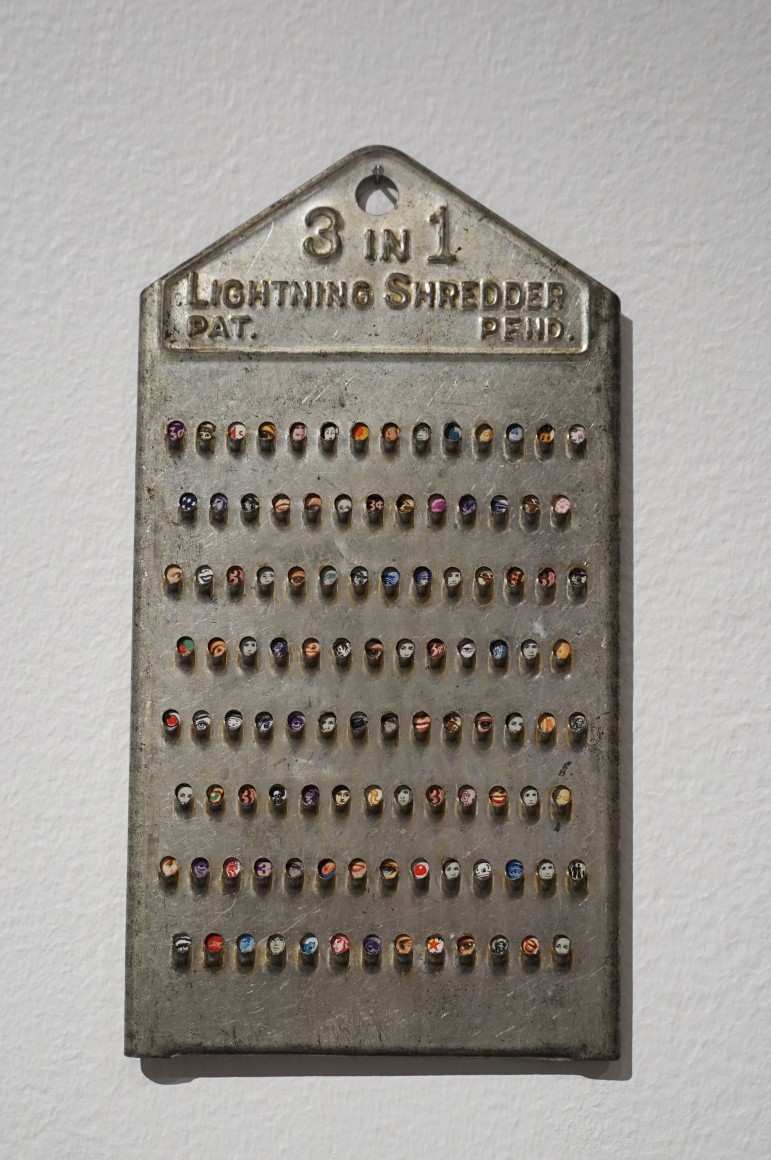 3 IN 1
LIGHTNING SHREDDER
PAT. PEND.